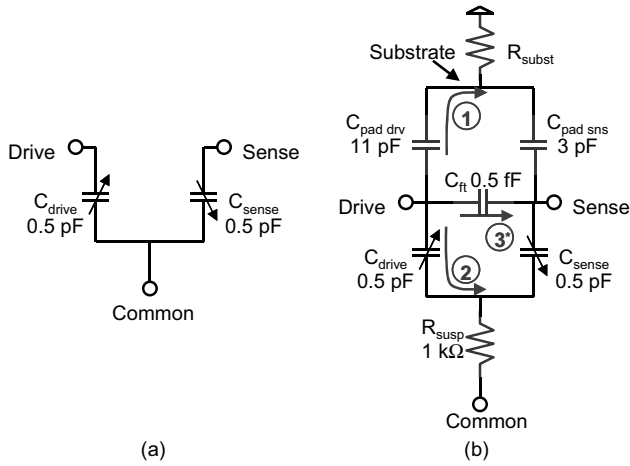 Drive
Sense
C_drive
0.5 pF
C_sense
0.5 pF
Common
(a)
Substrate
R_subst
1
C_pad drv
11 pF
C_pad sns
3 pF
C_ft 0.5 fF
Drive
Sense
3*
C_drive
0.5 pF
2
C_sense
0.5 pF
R_susp
1 kΩ
Common
(b)